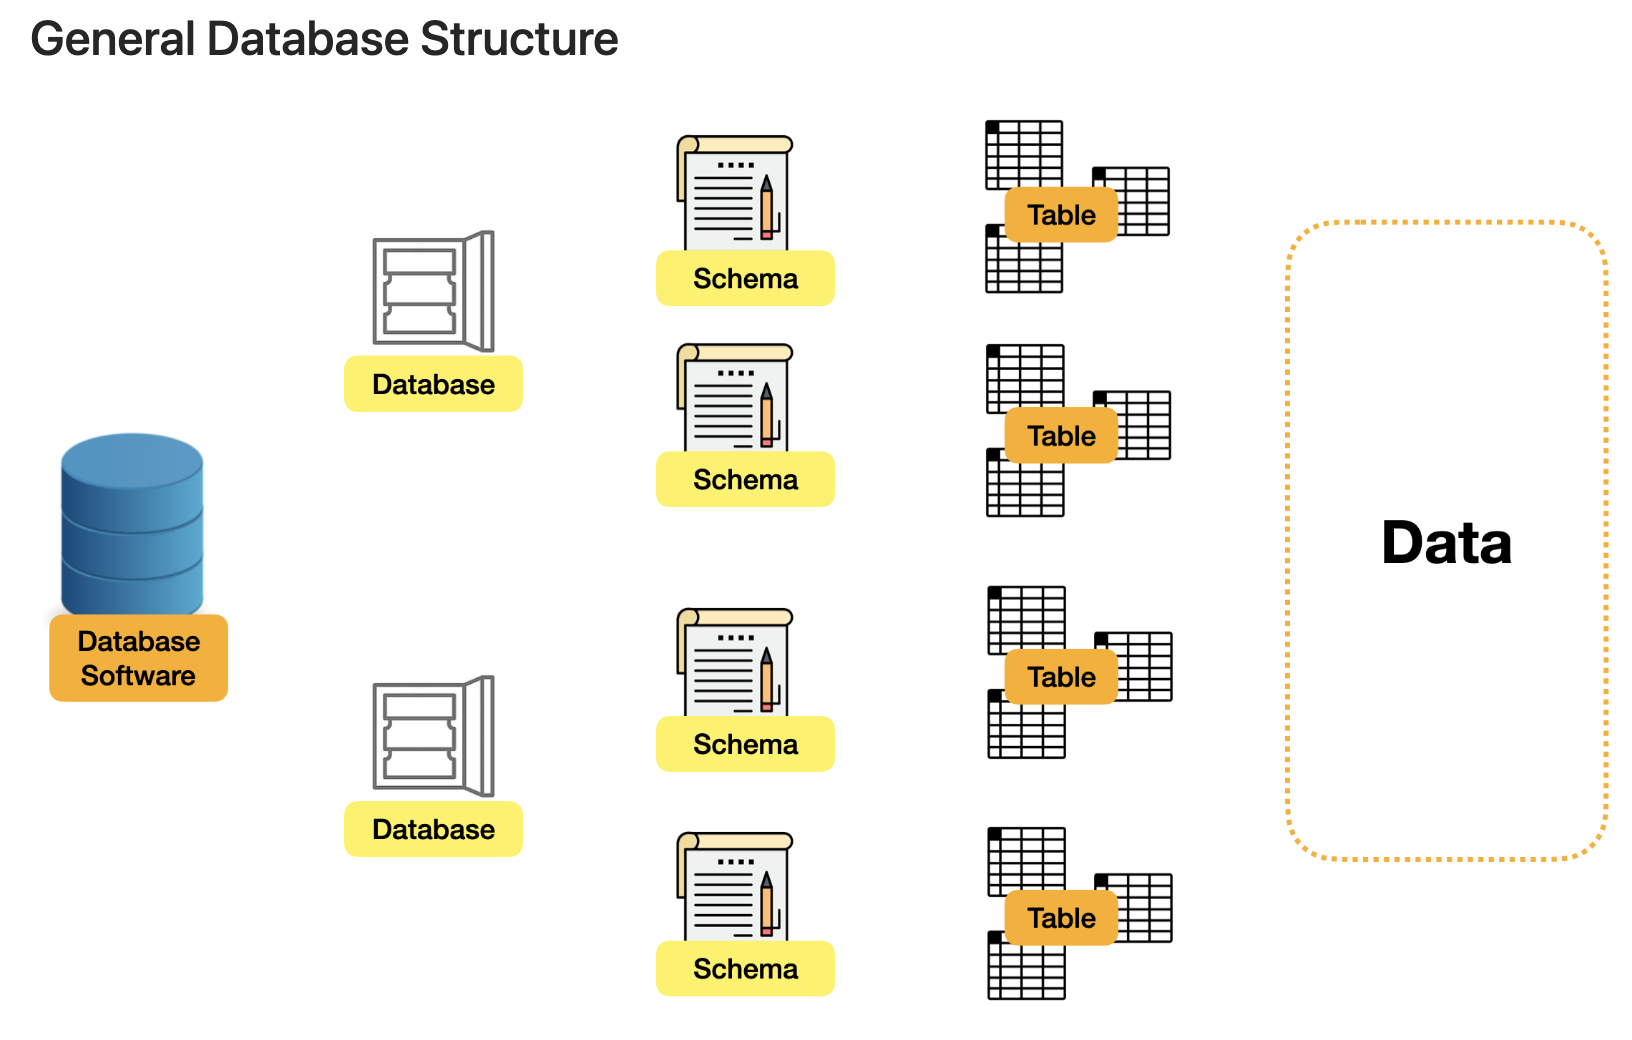 General Database Structure
Database
Software
Database
Database
Schema
Schema
Schema
Schema
Table
Table
Table
Table
Data